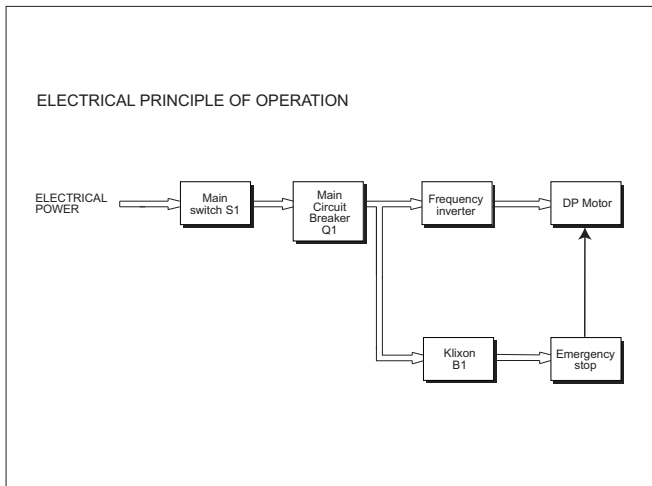 ELECTRICAL PRINCIPLE OF OPERATION
ELECTRICAL
POWER
Main
switch S1
Main
Circuit
Breaker
Q1
Frequency
inverter
DP Motor
Klixon
B1
Emergency
stop